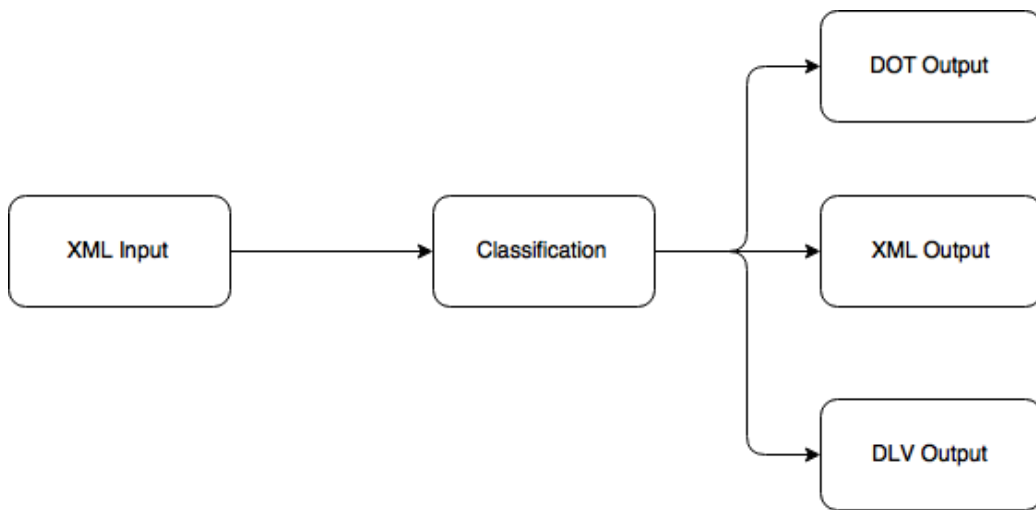 DOT Output
XML Input
Classification
XML Output
DLV Output